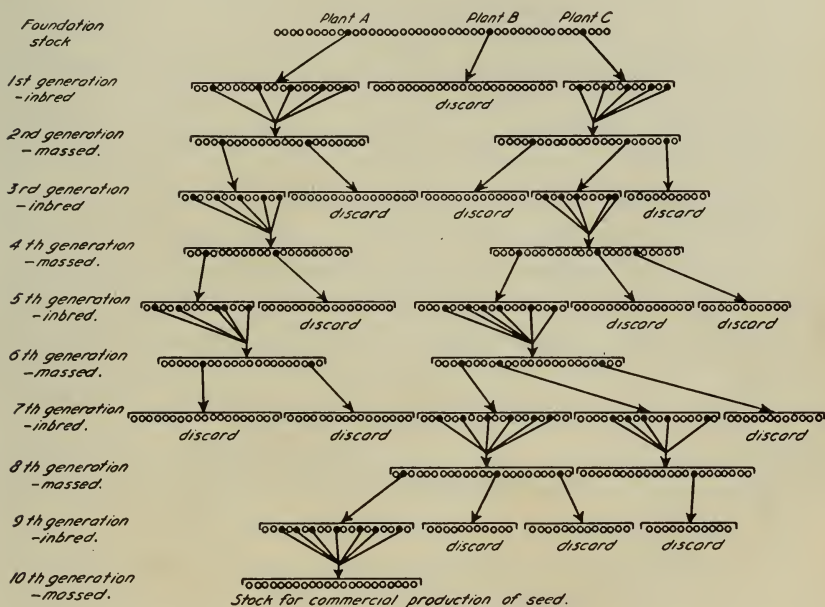 Foundation stock
Plant A Plant B Plant C
1st generation
-inbred
discard
2nd generation
-massed.
3rd generation
-inbred
discard discard discard
4th generation
-massed.
5th generation
-inbred.
discard discard discard
6th generation
-massed.
7th generation
-inbred.
discard discard discard
8th generation
-massed.
9th generation
-inbred.
discard discard discard
10th generation
-massed.
Stock for commercial production of seed.